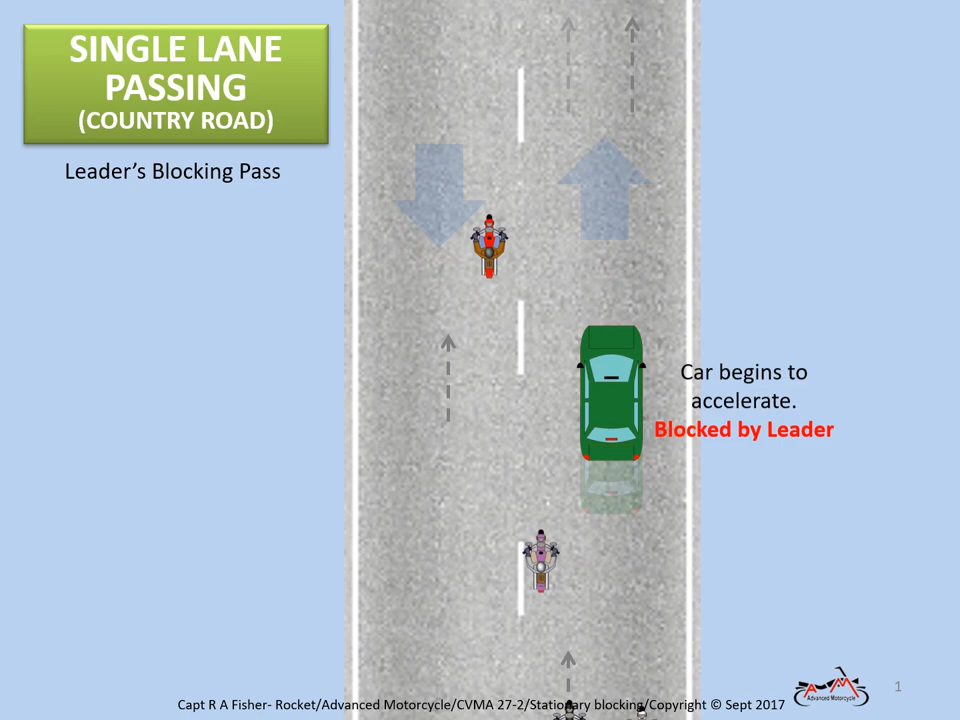 SINGLE LANE
PASSING
(COUNTRY ROAD)
Leader’s Blocking Pass
Car begins to
accelerate.
Blocked by Leader
Advanced Motorcycle
1
Capt R A Fisher- Rocket/Advanced Motorcycle/CVMA 27-2/Stationary blocking/Copyright © Sept 2017